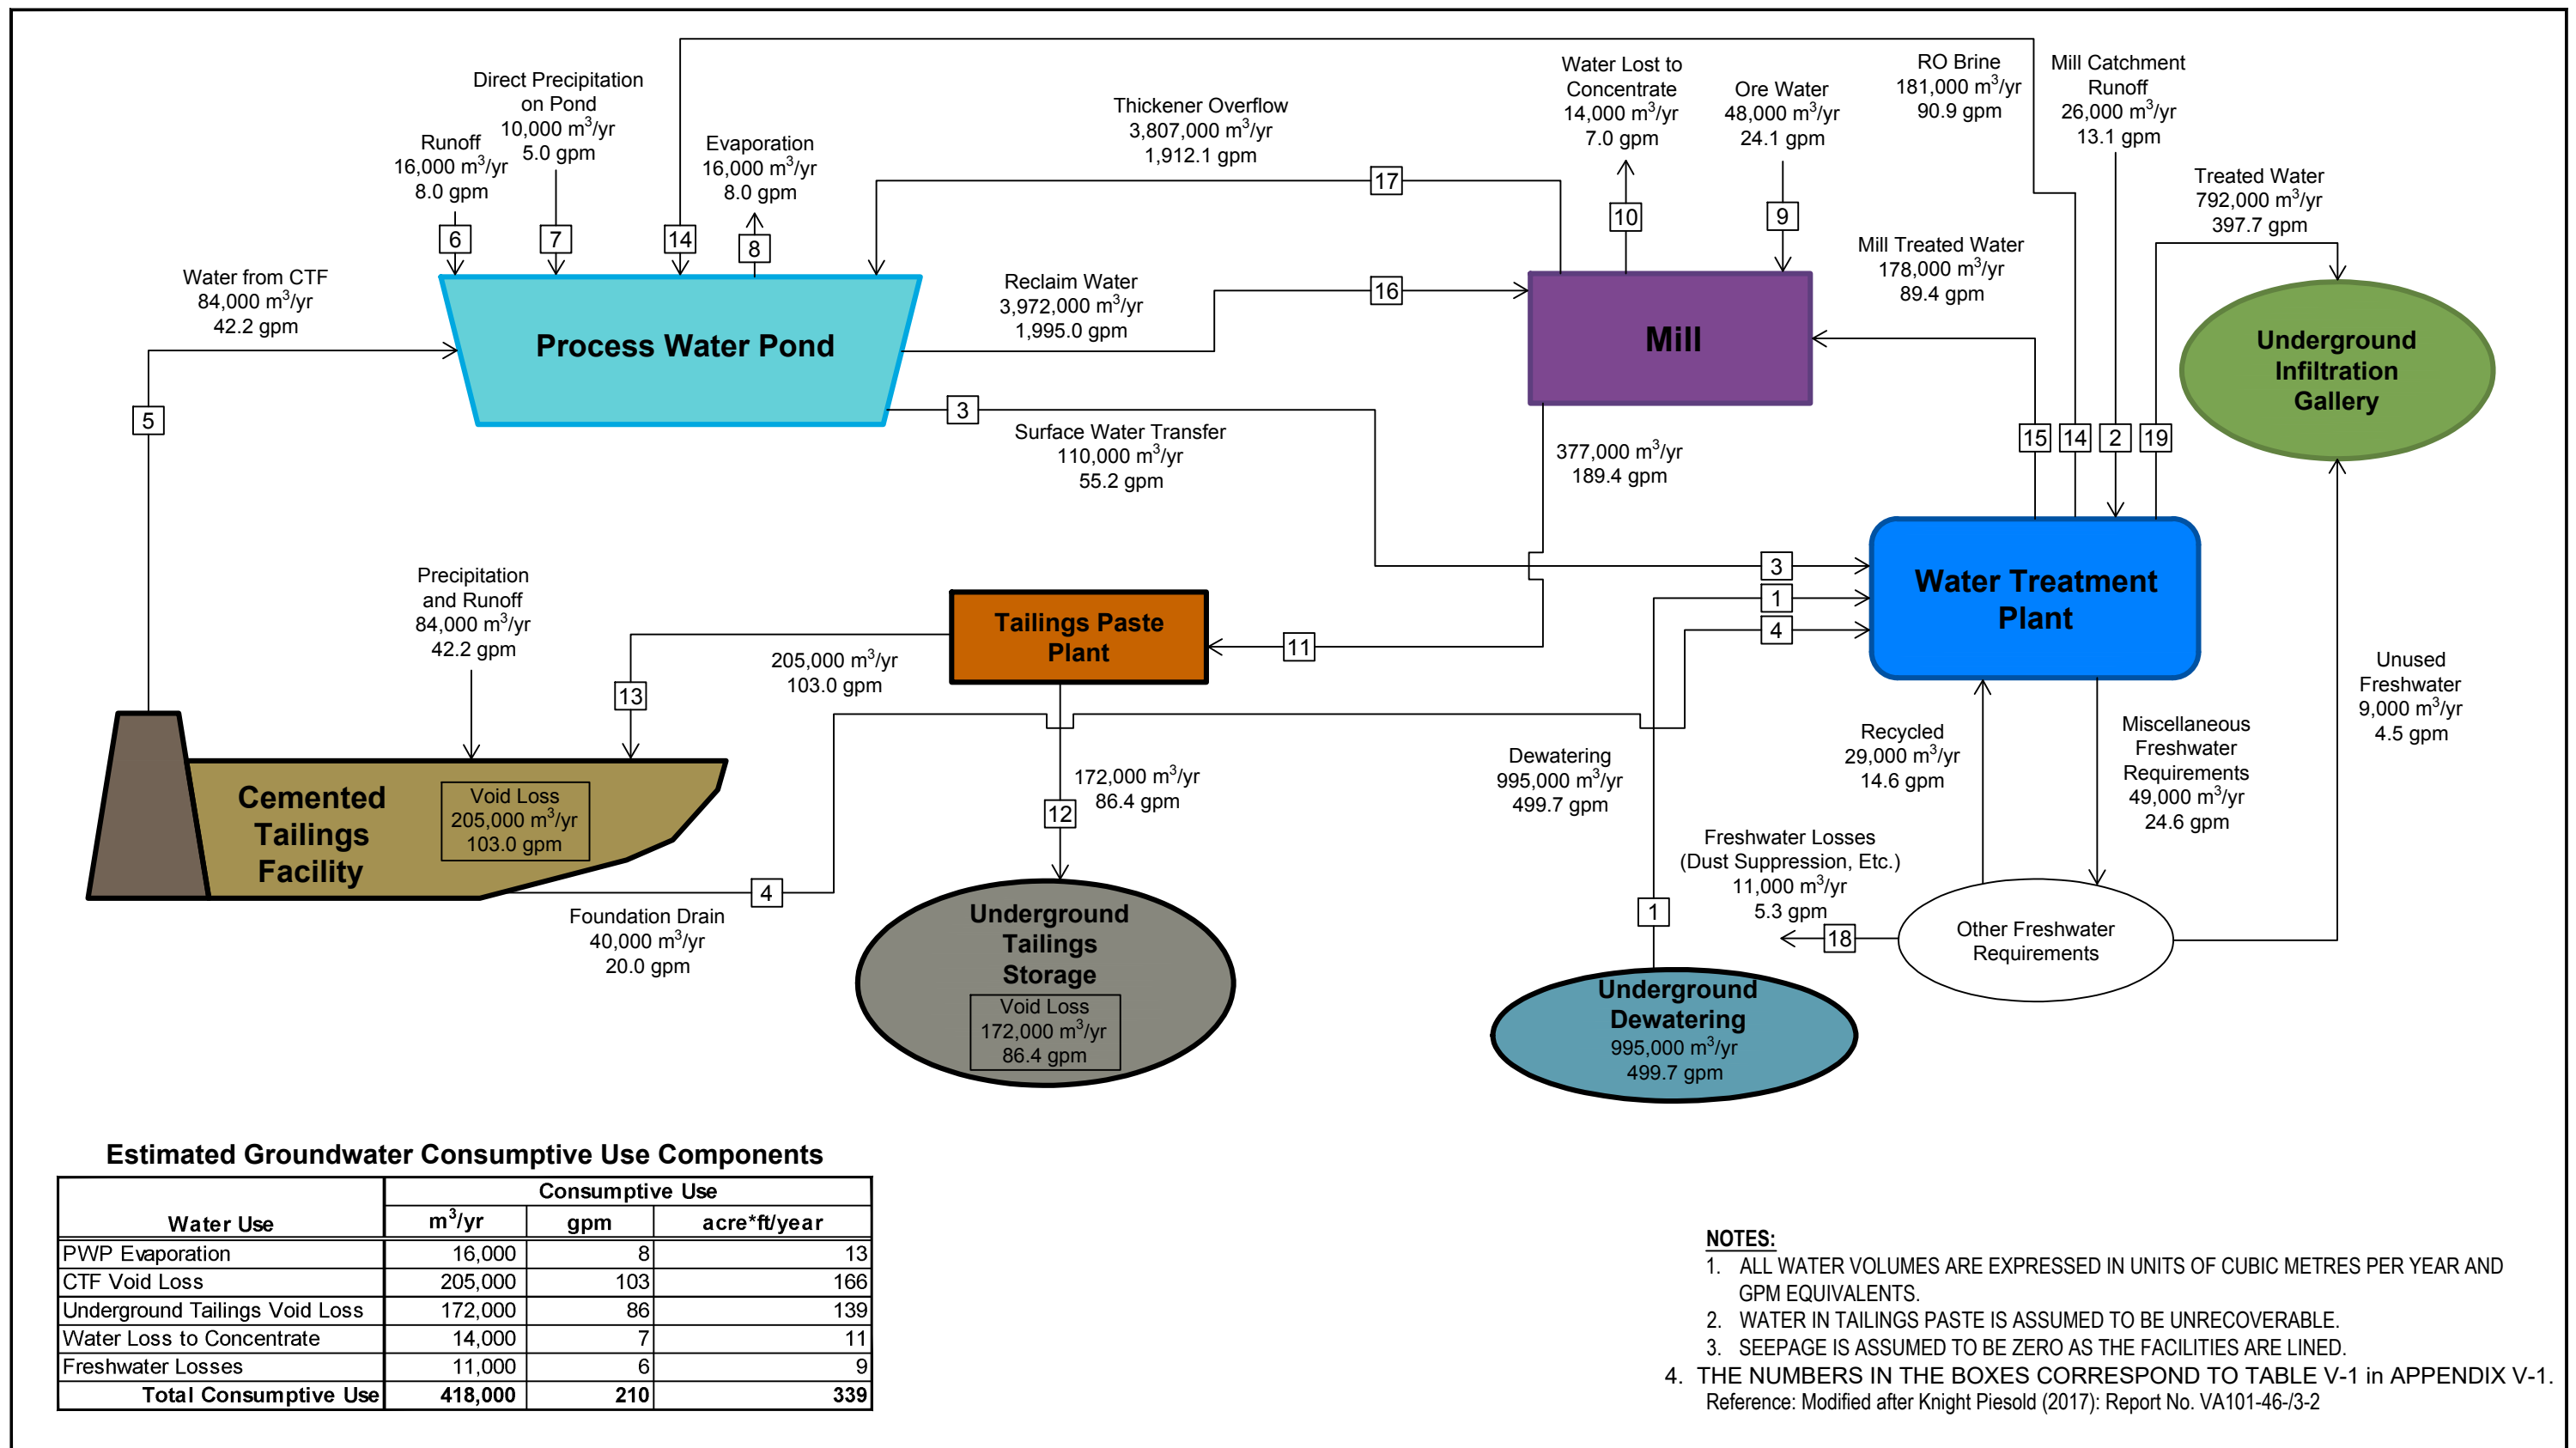 Direct Precipitation
on Pond
10,000 m³/yr
5.0 gpm
Runoff
16,000 m³/yr
8.0 gpm
Evaporation
16,000 m³/yr
8.0 gpm
Thickener Overflow
3,807,000 m³/yr
1,912.1 gpm
Water Lost to
Concentrate
14,000 m³/yr
7.0 gpm
Ore Water
48,000 m³/yr
24.1 gpm
RO Brine
181,000 m³/yr
90.9 gpm
Mill Catchment
Runoff
26,000 m³/yr
13.1 gpm
Treated Water
792,000 m³/yr
397.7 gpm
6
7
14
8
17
10
9
Water from CTF
84,000 m³/yr
42.2 gpm
Process Water Pond
Reclaim Water
3,972,000 m³/yr
1,995.0 gpm
16
Mill
Mill Treated Water
178,000 m³/yr
89.4 gpm
Underground
Infiltration
Gallery
5
3
Surface Water Transfer
110,000 m³/yr
55.2 gpm
377,000 m³/yr
189.4 gpm
15
14
2
19
Precipitation
and Runoff
84,000 m³/yr
42.2 gpm
Tailings Paste
Plant
11
3
1
4
Water Treatment
Plant
205,000 m³/yr
103.0 gpm
13
Unused
Freshwater
9,000 m³/yr
4.5 gpm
Cemented
Tailings
Facility
Void Loss
205,000 m³/yr
103.0 gpm
172,000 m³/yr
86.4 gpm
12
Dewatering
995,000 m³/yr
499.7 gpm
Recycled
29,000 m³/yr
14.6 gpm
Miscellaneous
Freshwater
Requirements
49,000 m³/yr
24.6 gpm
4
Foundation Drain
40,000 m³/yr
20.0 gpm
Freshwater Losses
(Dust Suppression, Etc.)
11,000 m³/yr
5.3 gpm
1
18
Other Freshwater
Requirements
Underground
Tailings
Storage
Void Loss
172,000 m³/yr
86.4 gpm
Underground
Dewatering
995,000 m³/yr
499.7 gpm
Estimated Groundwater Consumptive Use Components
Consumptive Use
Water Use m³/yr gpm acre*ft/year
PWP Evaporation 16,000 8 13
CTF Void Loss 205,000 103 166
Underground Tailings Void Loss 172,000 86 139
Water Loss to Concentrate 14,000 7 11
Freshwater Losses 11,000 6 9
Total Consumptive Use 418,000 210 339
NOTES:
1. ALL WATER VOLUMES ARE EXPRESSED IN UNITS OF CUBIC METRES PER YEAR AND
GPM EQUIVALENTS.
2. WATER IN TAILINGS PASTE IS ASSUMED TO BE UNRECOVERABLE.
3. SEEPAGE IS ASSUMED TO BE ZERO AS THE FACILITIES ARE LINED.
4. THE NUMBERS IN THE BOXES CORRESPOND TO TABLE V-1 in APPENDIX V-1.
Reference: Modified after Knight Piesold (2017): Report No. VA101-46-/3-2